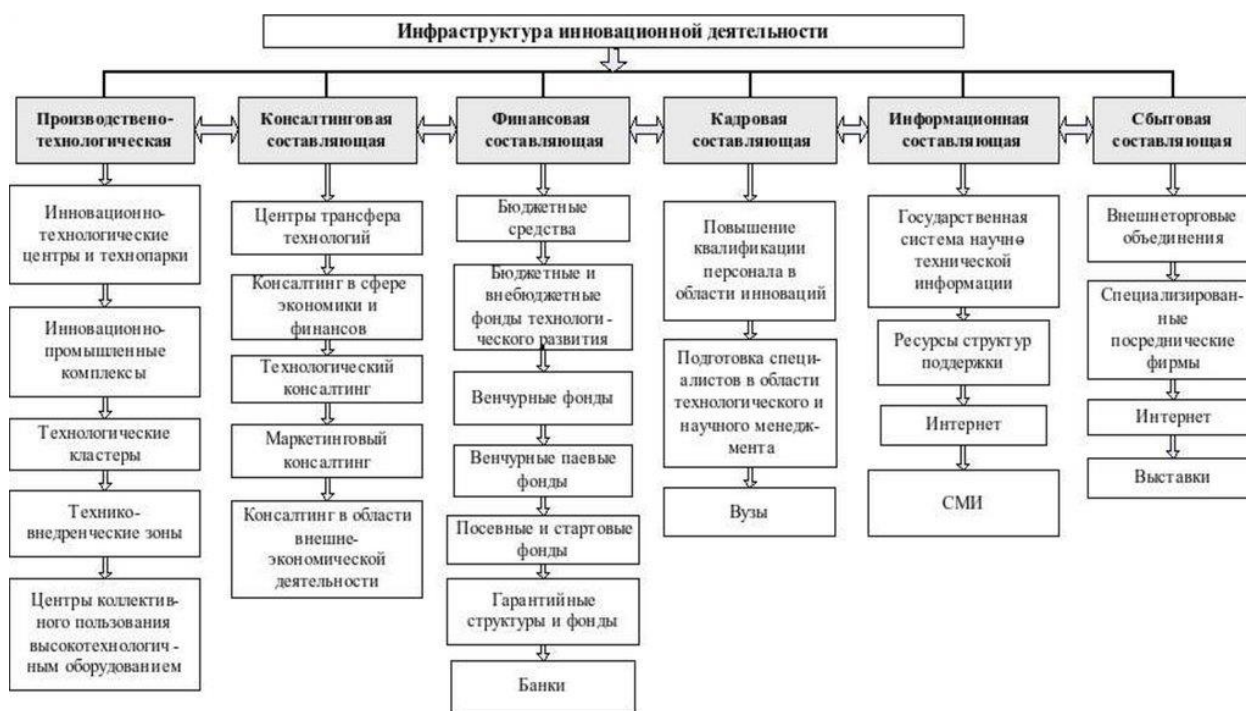 Инфраструктура инновационной деятельности
Производствено-
технологическая
Инновационно-
технологические
центры и технопарки
Инновационно-
промышленные
комплексы
Технологические
кластеры
Технико-
внедренческие зоны
Центры коллектив-
ного пользования
высокотехнологич-
ным оборудованием
Консалтинговая
составляющая
Центры трансфера
технологий
Консалтинг в сфере
экономики и
финансов
Технологический
консалтинг
Маркетинговый
консалтинг
Консалтинг в области
внешне-
экономической
деятельности
Финансовая
составляющая
Бюджетные
средства
Бюджетные и
внебюджетные
фонды технологи-
ческого развития
Венчурные фонды
Венчурные паевые
фонды
Посевные и стартовые
фонды
Гарантийные
структуры и фонды
Банки
Кадровая
составляющая
Повышение
квалификации
персонала в
области инноваций
Подготовка специ-
алистов в области
технологического и
научного менедж-
мента
Вузы
Информационная
составляющая
Государственная
система научно
технической
информации
Ресурсы структур
поддержки
Интернет
СМИ
Сбытовая
составляющая
Внешнеторговые
объединения
Специализирован-
ные
посреднические
фирмы
Интернет
Выставки